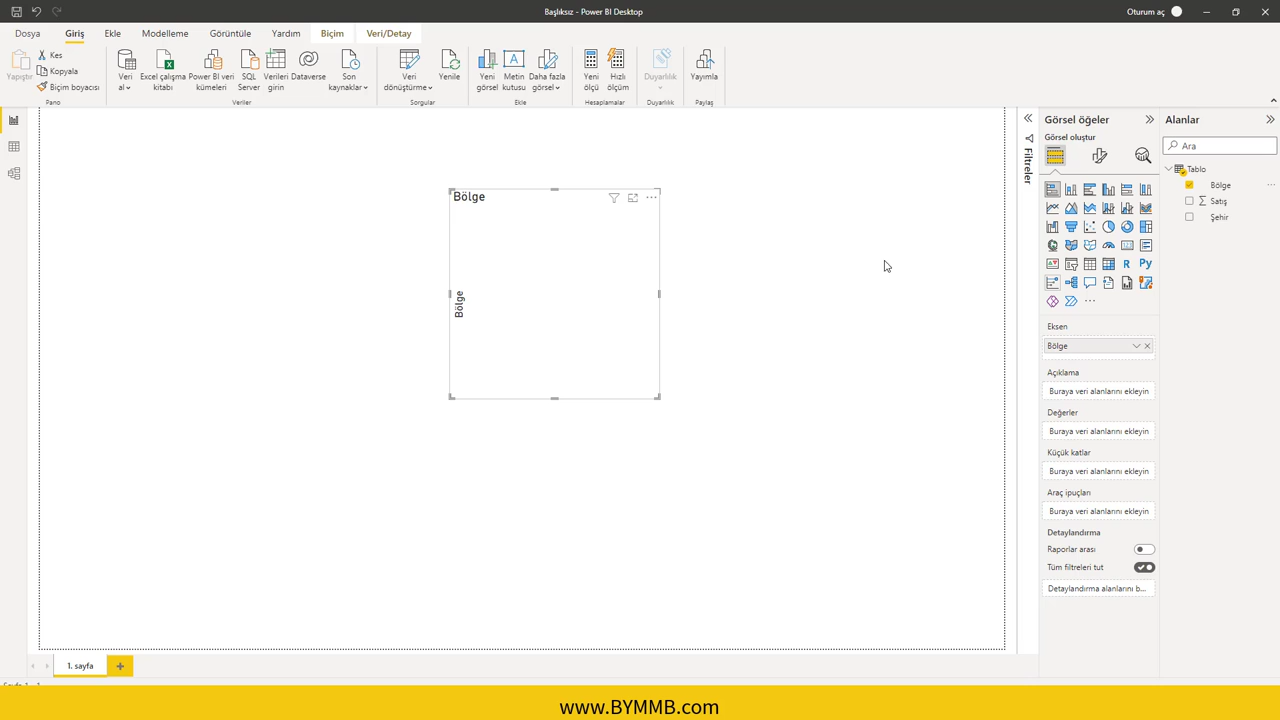 Başlıksız - Power BI Desktop
Oturum aç
Dosya Giriş Ekle Modelleme Görüntüle Yardım Biçim Veri/Detay
Yapıştır
Kes
Kopyala
Biçim boyacısı
Pano
Veri al
Excel çalışma kitabı
Power BI veri kümeleri
SQL Server
Verileri girin
Dataverse
Son kaynaklar
Veriler
Veri dönüştürme
Yenile
Sorgular
Yeni görsel
Metin kutusu
Daha fazla görsel
Ekle
Yeni ölçü
Hızlı ölçüm
Hesaplamalar
Duyarlılık
Duyarlılık
Yayımla
Paylaş
Bölge
Bölge
Filtreler
Görsel öğeler
Görsel oluştur
R
Py
Eksen
Bölge
Açıklama
Buraya veri alanlarını ekleyin
Değerler
Buraya veri alanlarını ekleyin
Küçük katlar
Buraya veri alanlarını ekleyin
Araç ipuçları
Buraya veri alanlarını ekleyin
Detaylandırma
Raporlar arası
Tüm filtreleri tut
Detaylandırma alanlarını b...
Alanlar
Ara
Tablo
Bölge
Satış
Şehir
1. sayfa
www.BYMMB.com